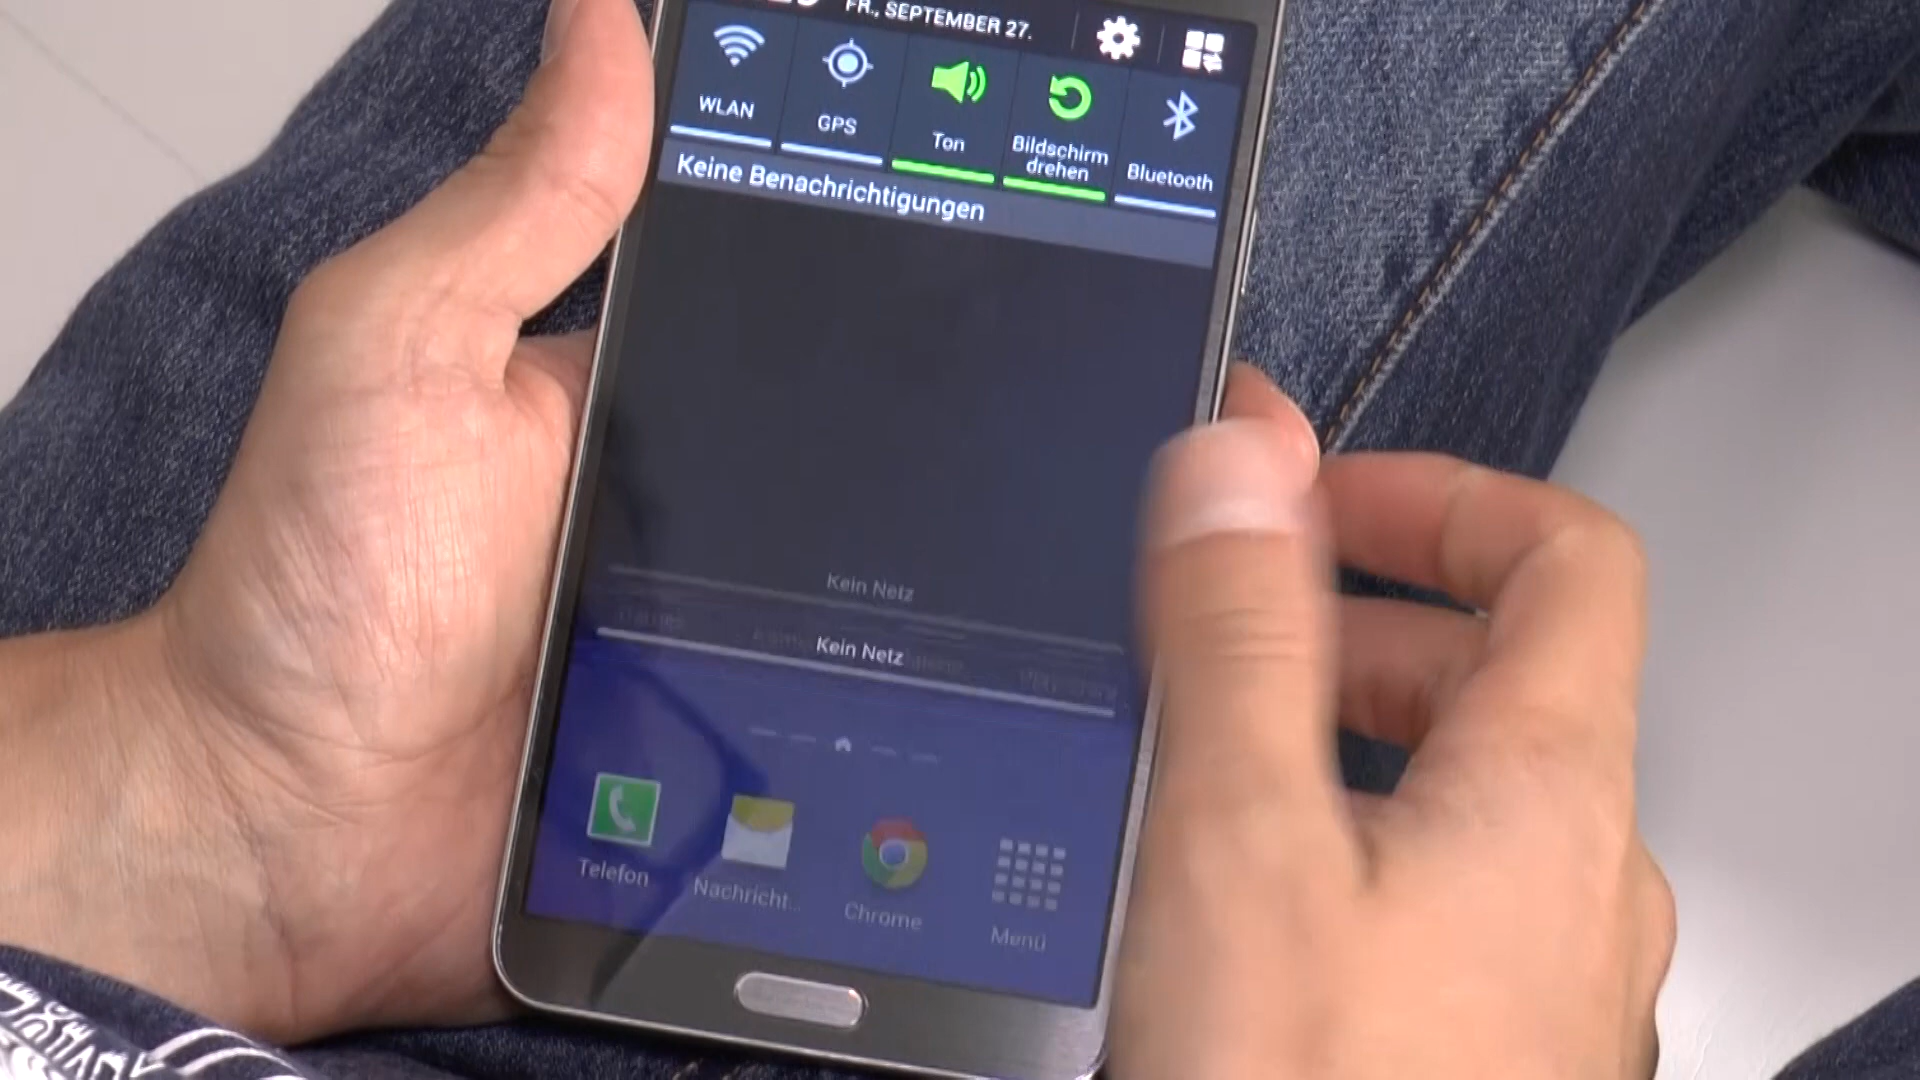 FR., SEPTEMBER 27.
WLAN
GPS
Ton
Bildschirm
drehen
Bluetooth
Keine Benachrichtigungen
Kein Netz
Kein Netz
Telefon
Nachricht...
Chrome
Menü